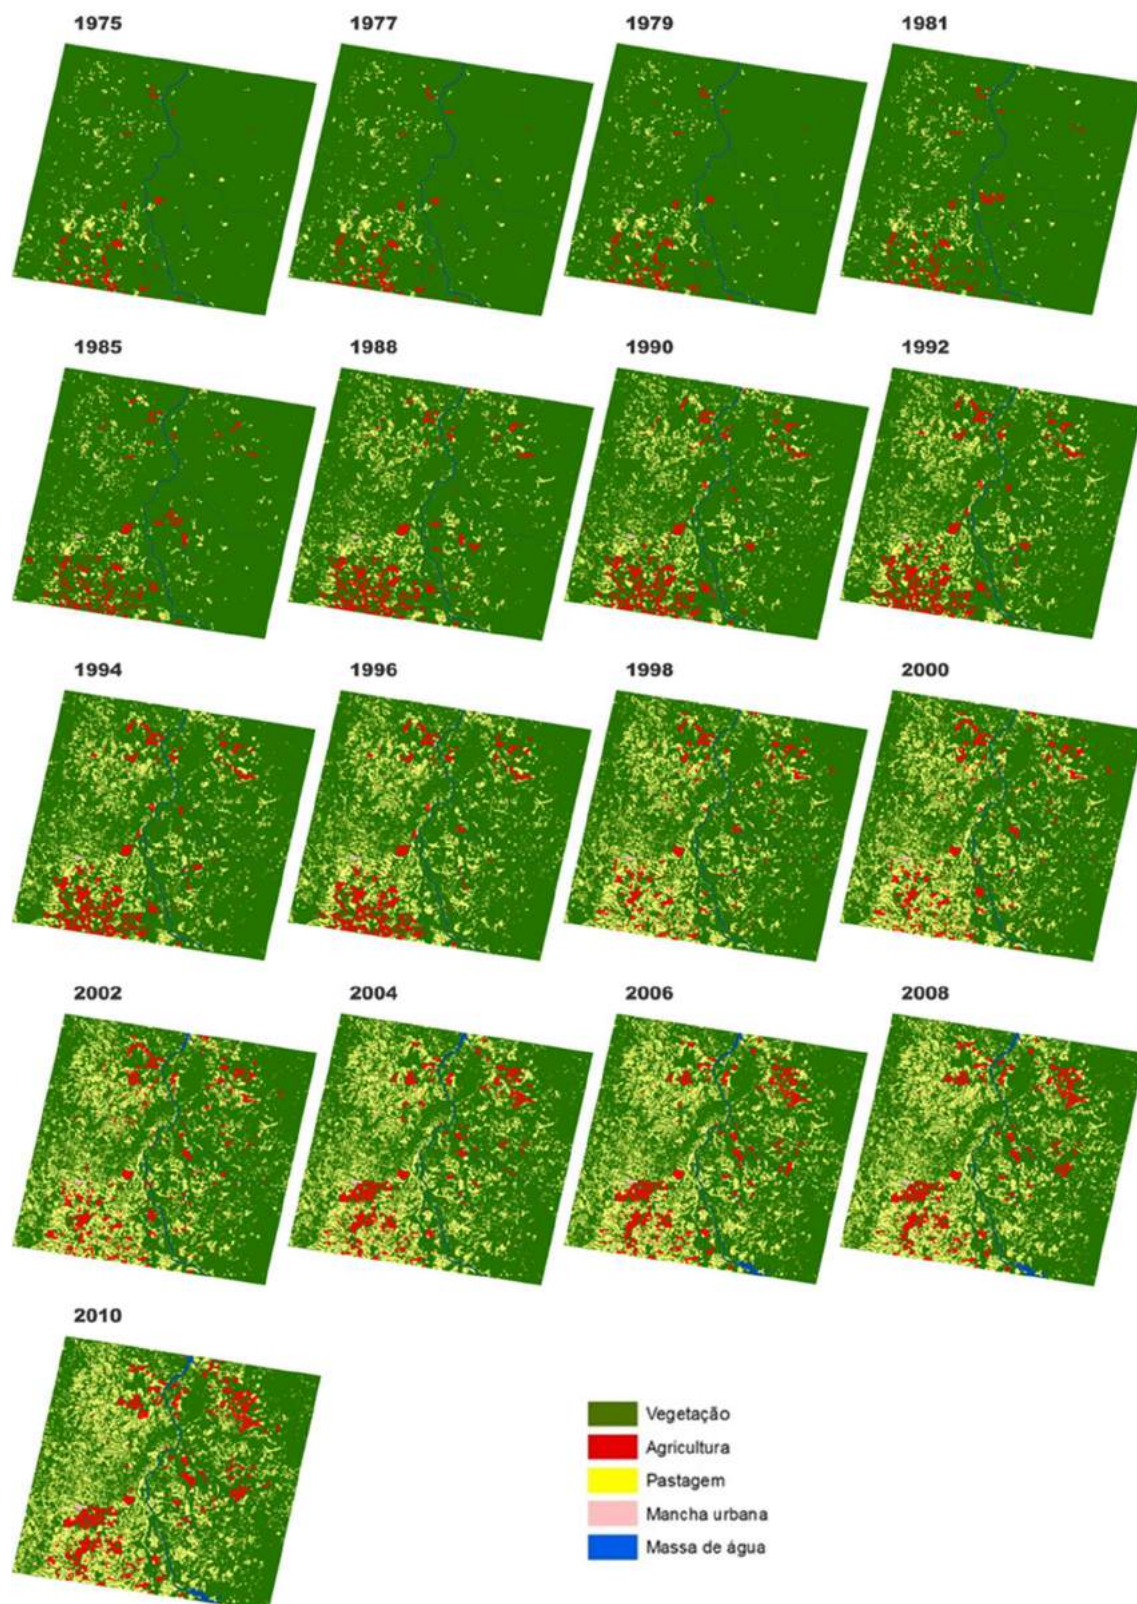 1975 1977 1979 1981
1985 1988 1990 1992
1994 1996 1998 2000
2002 2004 2006 2008
2010
Vegetação
Agricultura
Pastagem
Mancha urbana
Massa de água